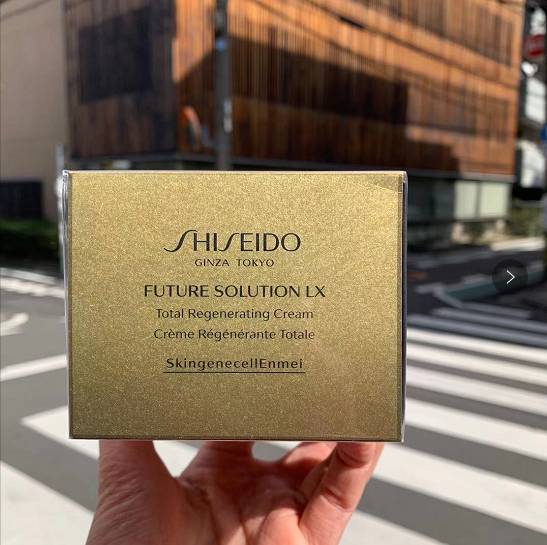 SHISEIDO
GINZA TOKYO
FUTURE SOLUTION LX
Total Regenerating Cream
Crème Régénérante Totale
SkingenecellEnmei